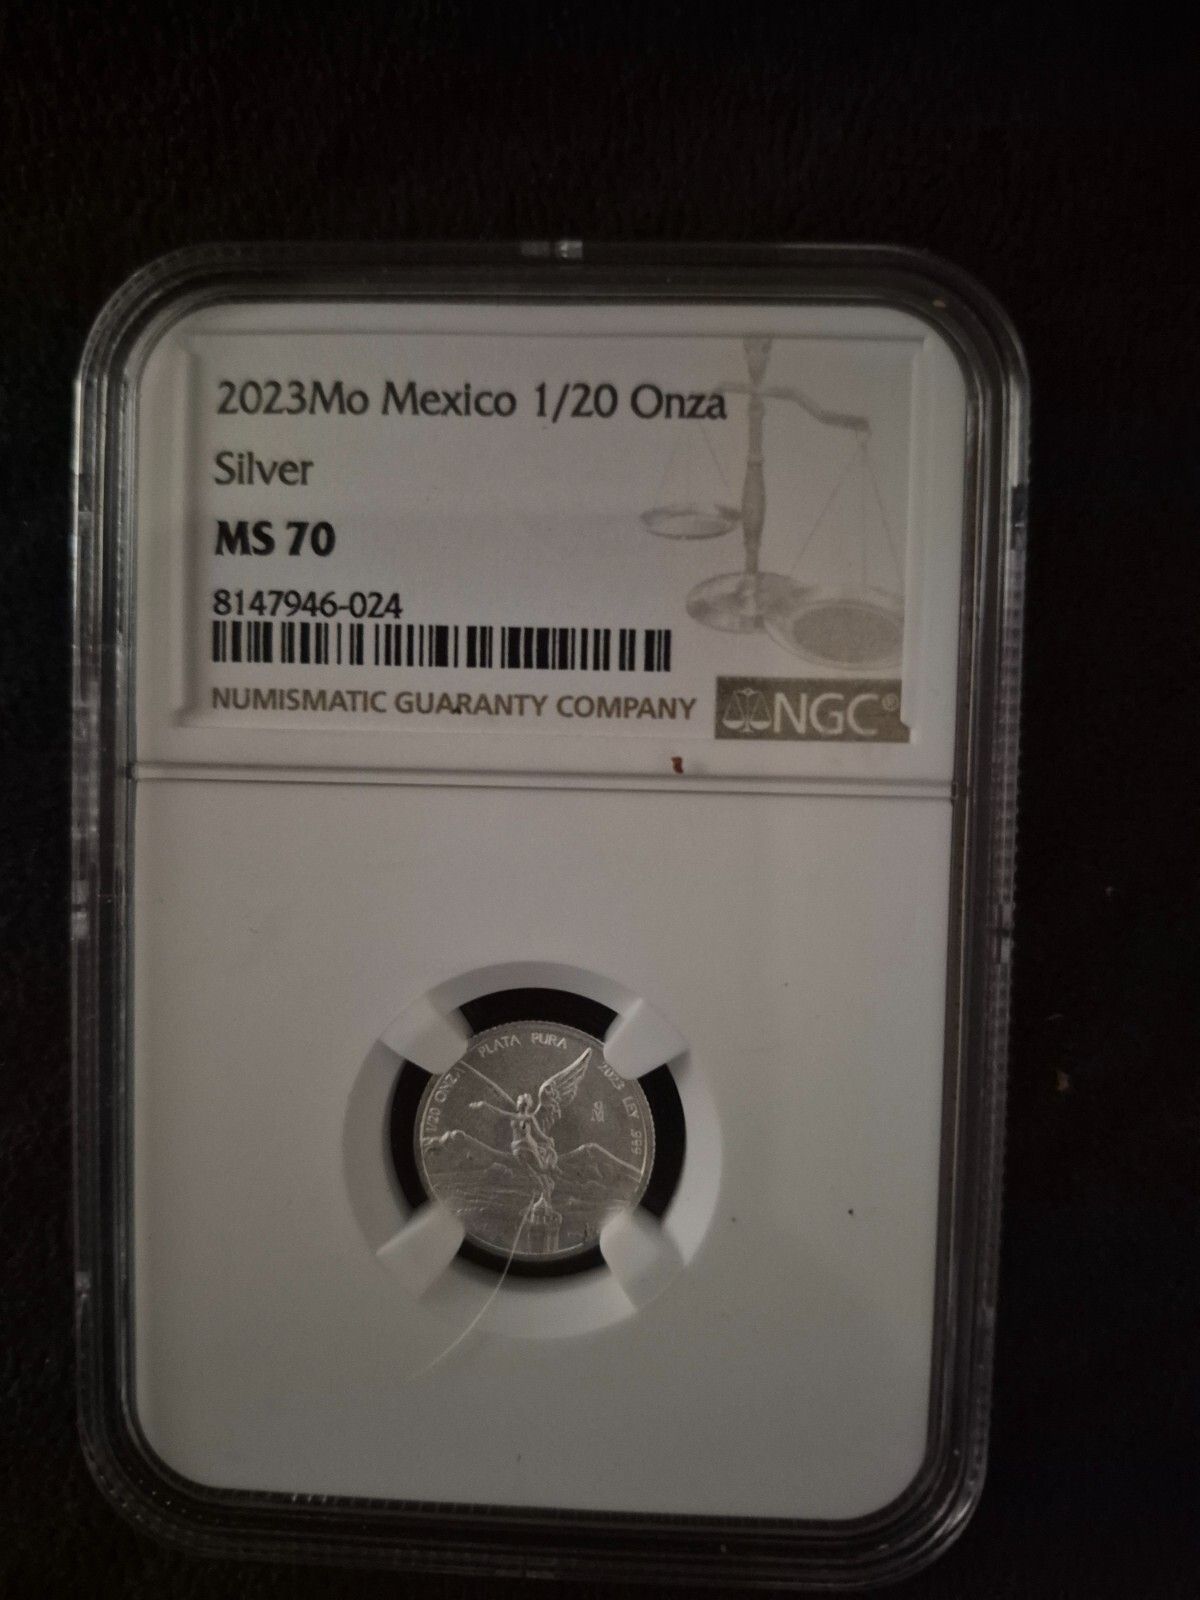 2023Mo Mexico 1/20 Onza
Silver
MS 70
8147946-024
NUMISMATIC GUARANTY COMPANY NGC®
1/20 ONZA PLATA PURA 2023 LEY .999